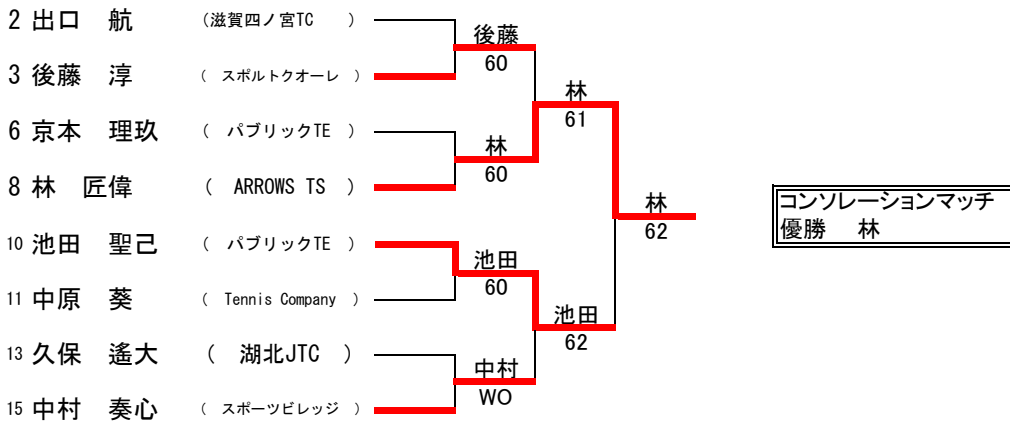 2 出口　航　(滋賀四ノ宮TC　)
3 後藤　淳　(　スポルトクオーレ　)
6 京本　理玖　(　パブリックTE　)
8 林　匠偉　(　ARROWS TS　)
10 池田　聖己　(　パブリックTE　)
11 中原　葵　(　Tennis Company　)
13 久保　遙大　(　湖北JTC　)
15 中村　奏心　(　スポーツビレッジ　)
後藤
60
林
60
池田
60
中村
WO
林
61
池田
62
林
62
コンソレーションマッチ
優勝　林